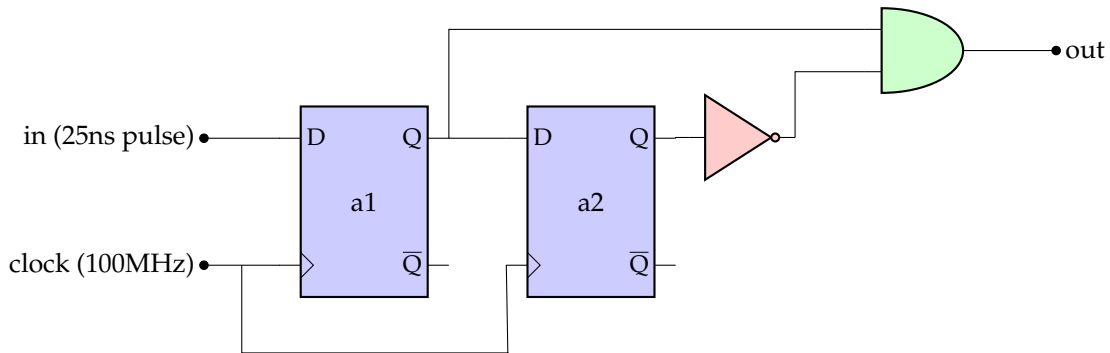 out
in (25ns pulse)
D
Q
D
Q
a1
a2
clock (100MHz)
Q̅
Q̅